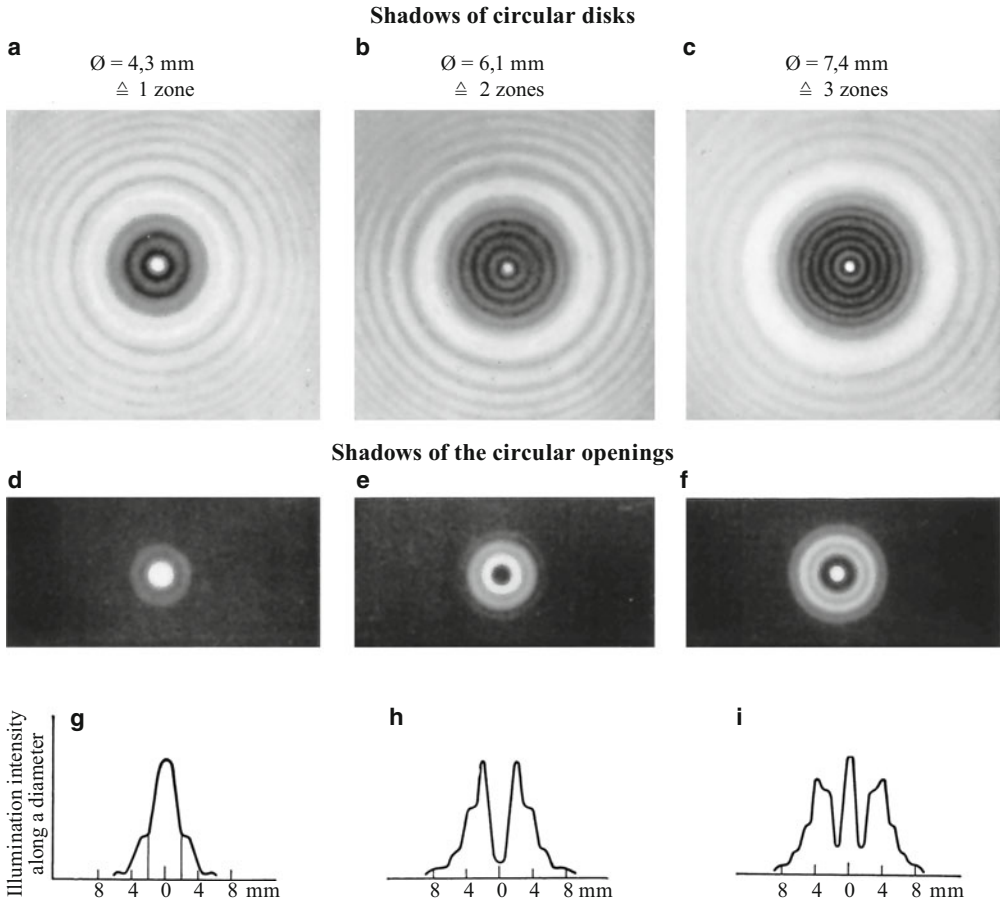 Shadows of circular disks
a
b
c
Ø = 4,3 mm
Ø = 6,1 mm
Ø = 7,4 mm
≙ 1 zone
≙ 2 zones
≙ 3 zones
Shadows of the circular openings
d
e
f
g
h
i
Illumination intensity
along a diameter
8 4 0 4 8 mm
8 4 0 4 8 mm
8 4 0 4 8 mm